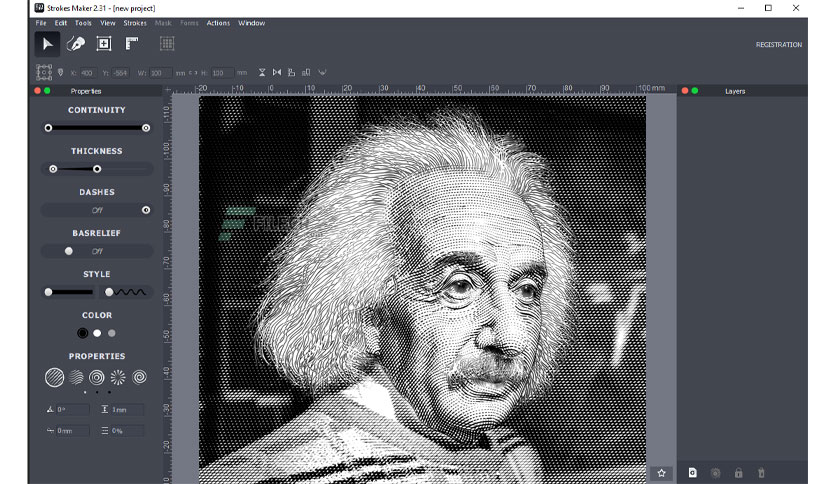 Strokes Maker 2.31 - [new project]
File Edit Tools View Strokes Mask Forms Actions Window
REGISTRATION
X: 400 Y: -554 W: 100 mm H: 100 mm
Properties
Layers
-20 -10 0 10 20 30 40 50 60 70 80 90 100 mm
CONTINUITY
THICKNESS
DASHES
Off
BASRELIEF
Off
STYLE
COLOR
PROPERTIES
0° 1mm
0mm 0%
-110
-100
-90
-80
-70
-60
-50
-40
-30
-20
FILE